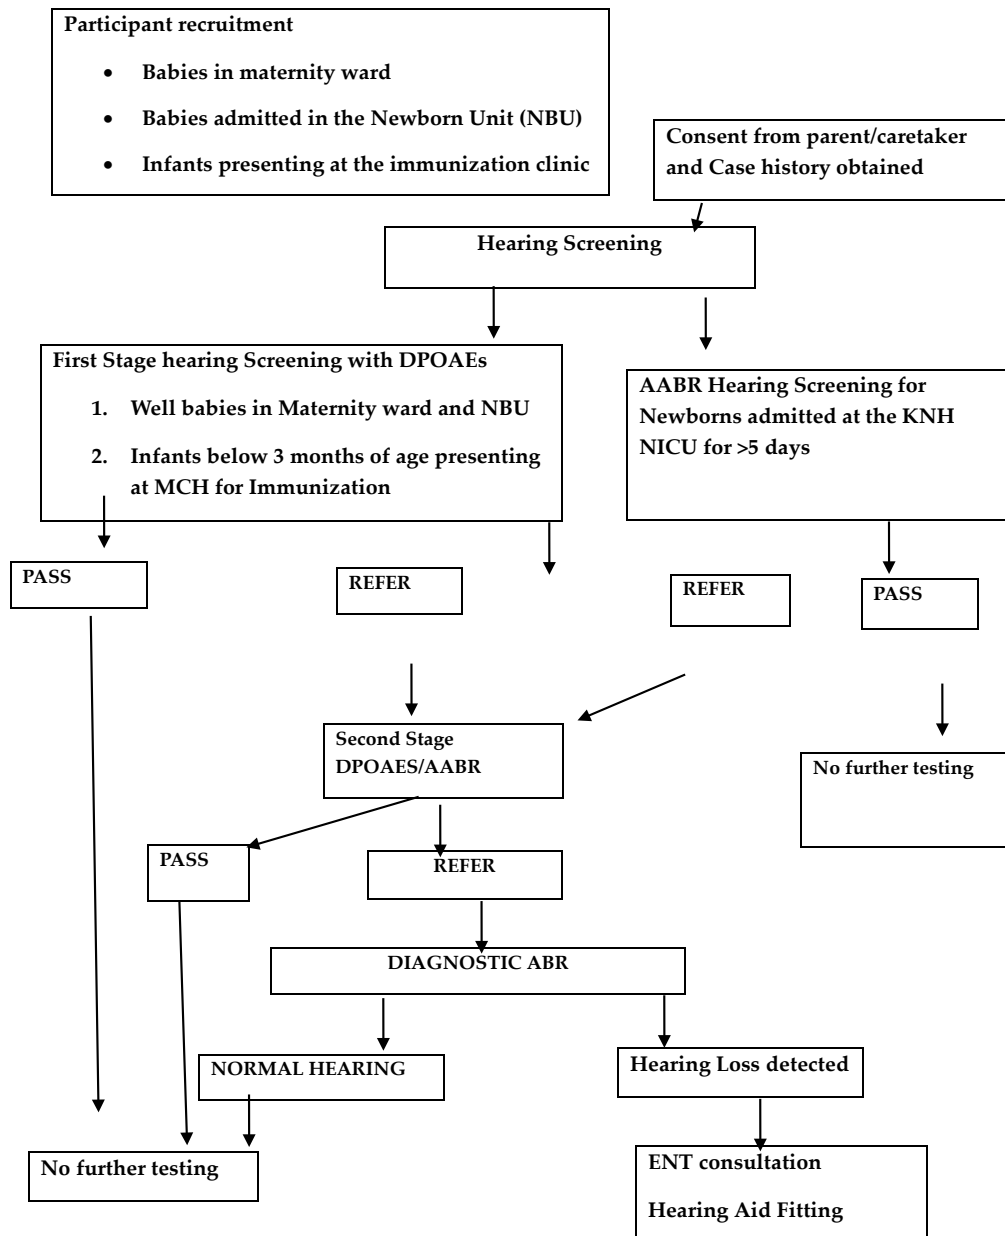 Participant recruitment
• Babies in maternity ward
• Babies admitted in the Newborn Unit (NBU)
• Infants presenting at the immunization clinic
Consent from parent/caretaker
and Case history obtained
Hearing Screening
First Stage hearing Screening with DPOAEs
1. Well babies in Maternity ward and NBU
2. Infants below 3 months of age presenting
at MCH for Immunization
AABR Hearing Screening for
Newborns admitted at the KNH
NICU for >5 days
PASS
REFER
REFER
PASS
Second Stage
DPOAES/AABR
No further testing
PASS
REFER
DIAGNOSTIC ABR
NORMAL HEARING
Hearing Loss detected
No further testing
ENT consultation
Hearing Aid Fitting